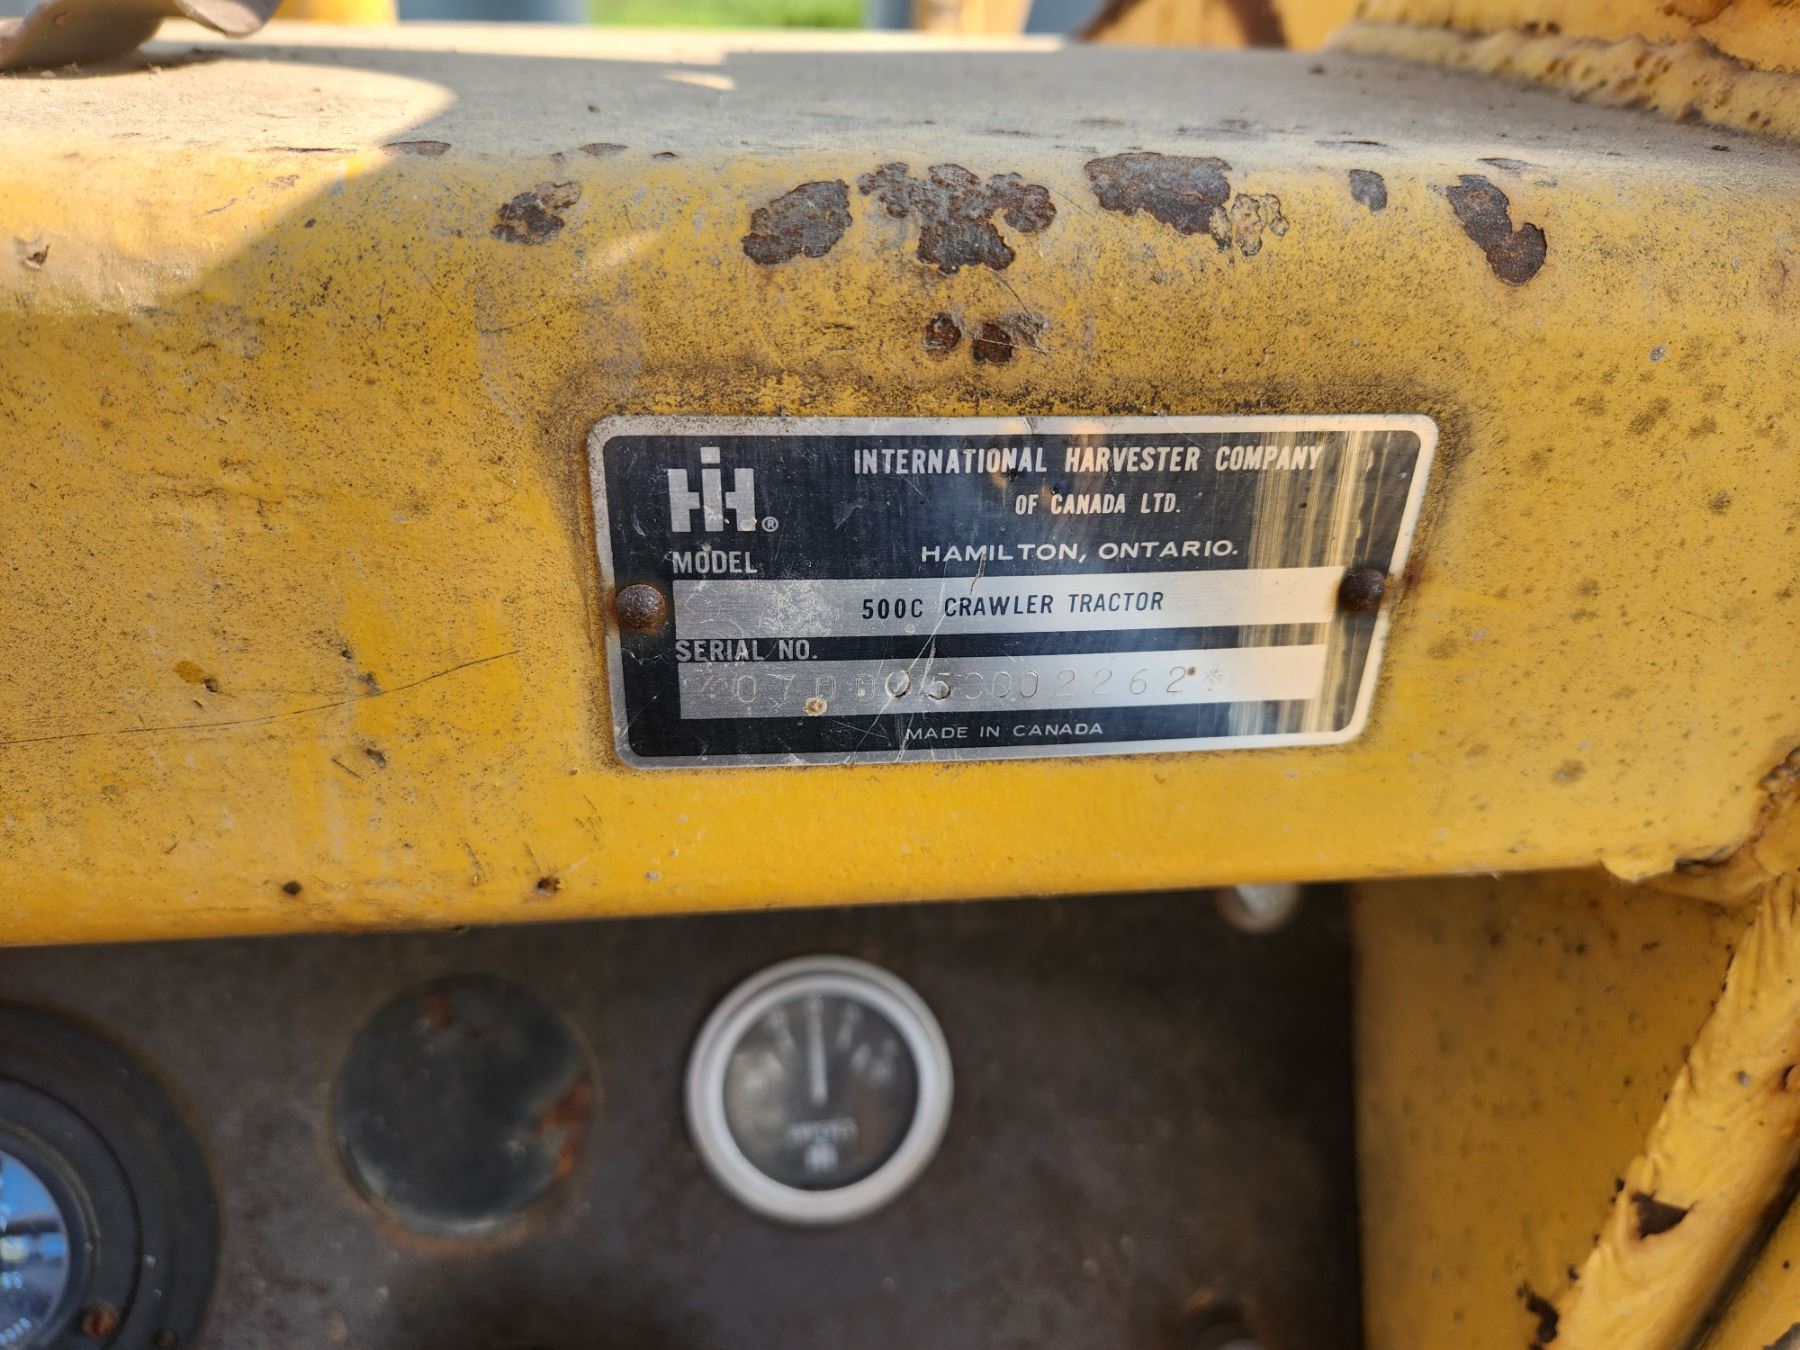 IH®
INTERNATIONAL HARVESTER COMPANY
OF CANADA LTD.
MODEL
HAMILTON, ONTARIO.
500C CRAWLER TRACTOR
SERIAL NO.
MADE IN CANADA